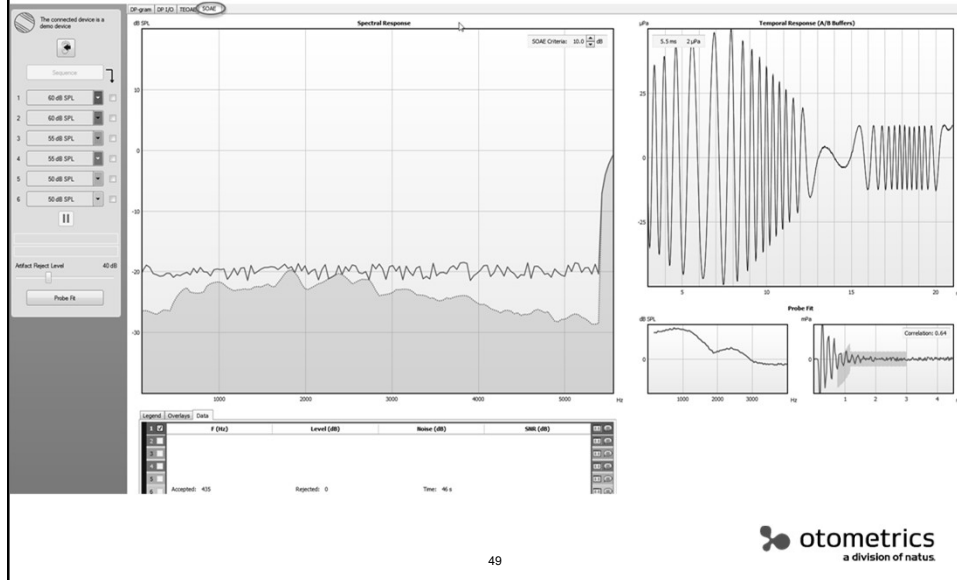 The connected device is a
demo device
Sequence
1 60 dB SPL
2 60 dB SPL
3 55 dB SPL
4 55 dB SPL
5 50 dB SPL
6 50 dB SPL
Artifact Reject Level 40 dB
Probe Fit
DP-gram DP I/O TEOAE SOAE
dB SPL Spectral Response
SOAE Criteria: 10.0 dB
10
0
-10
-20
-30
1000 2000 3000 4000 5000 Hz
Legend Overlays Data
1 F (Hz) Level (dB) Noise (dB) SNR (dB)
2
3
4
5
6 Accepted: 435 Rejected: 0 Time: 46 s
µPa Temporal Response (A/B Buffers)
5.5 ms 2 µPa
25
0
-25
5 10 15 20
Probe Fit
dB SPL
0
1000 2000 3000 Hz
mPa
Correlation: 0.64
0
1 2 3 4
otometrics
a division of natus.
49